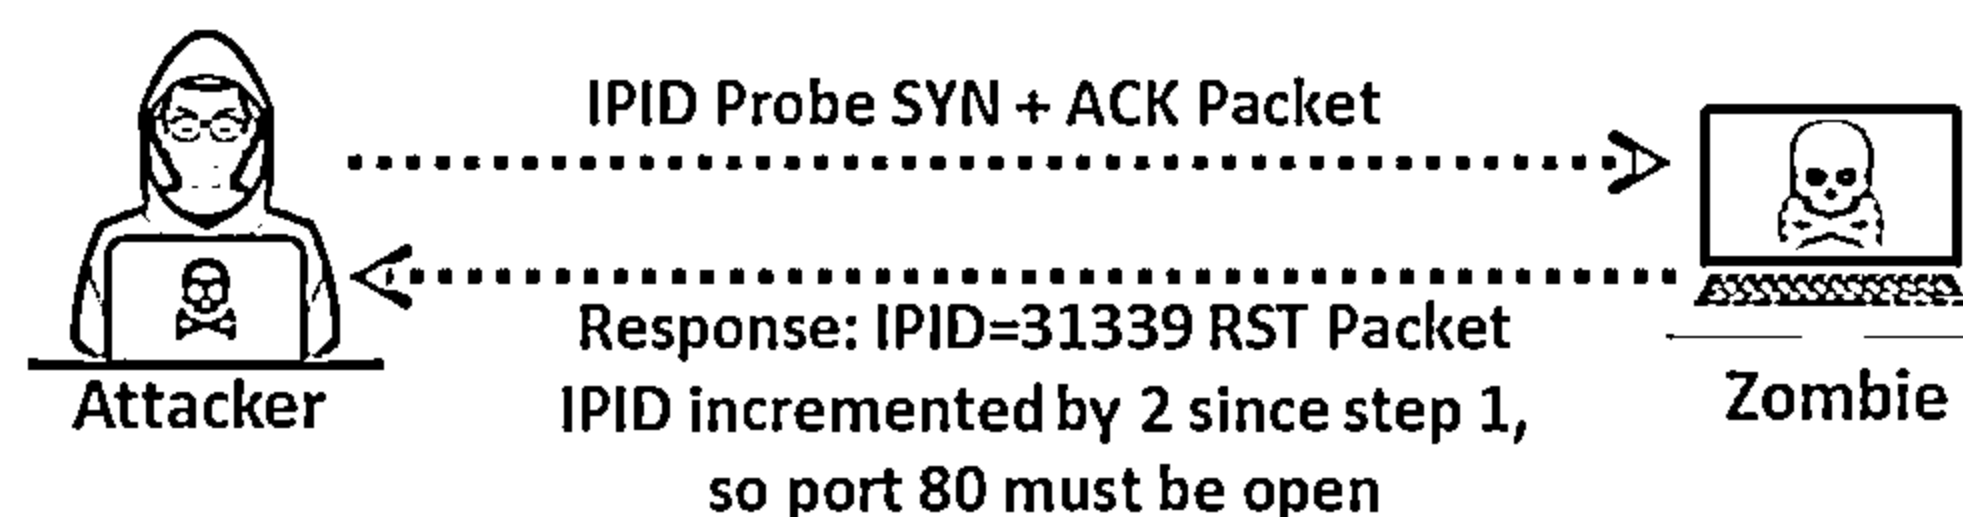 IPID Probe SYN + ACK Packet
Response: IPID=31339 RST Packet
IPID incremented by 2 since step 1,
so port 80 must be open
Attacker
Zombie